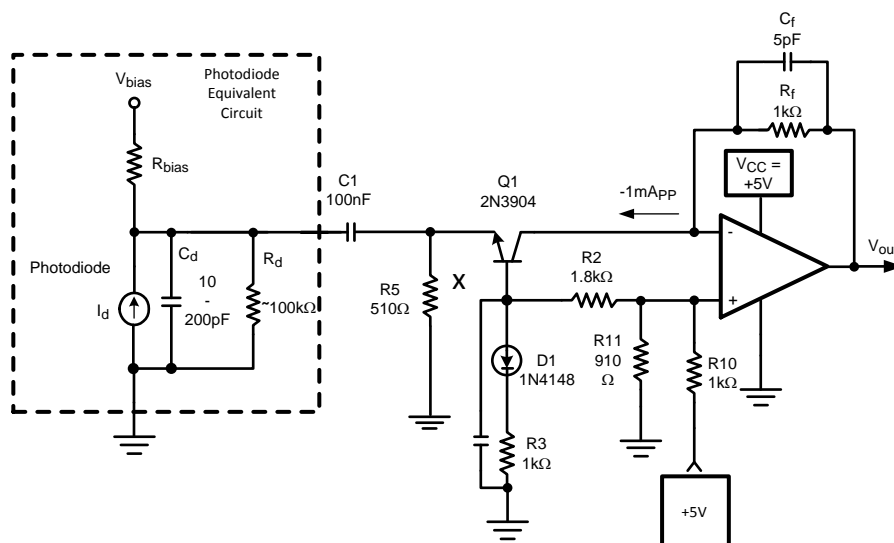 Photodiode
Equivalent
Circuit
Vbias
Rbias
Photodiode
Id
Cd
10
-
200pF
Rd
~100kΩ
C1
100nF
R5
510Ω
X
Q1
2N3904
-1mAPP
R2
1.8kΩ
D1
1N4148
R3
1kΩ
R11
910
Ω
R10
1kΩ
+5V
Cf
5pF
Rf
1kΩ
VCC =
+5V
-
+
Vou